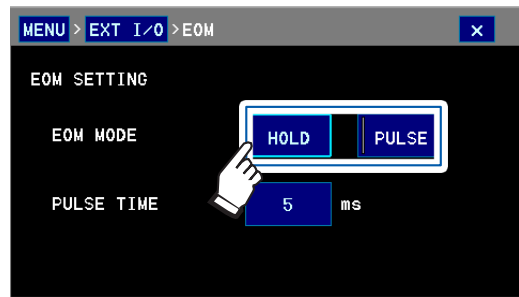 MENU > EXT I/O >EOM ×
EOM SETTING
EOM MODE HOLD PULSE
PULSE TIME 5 ms